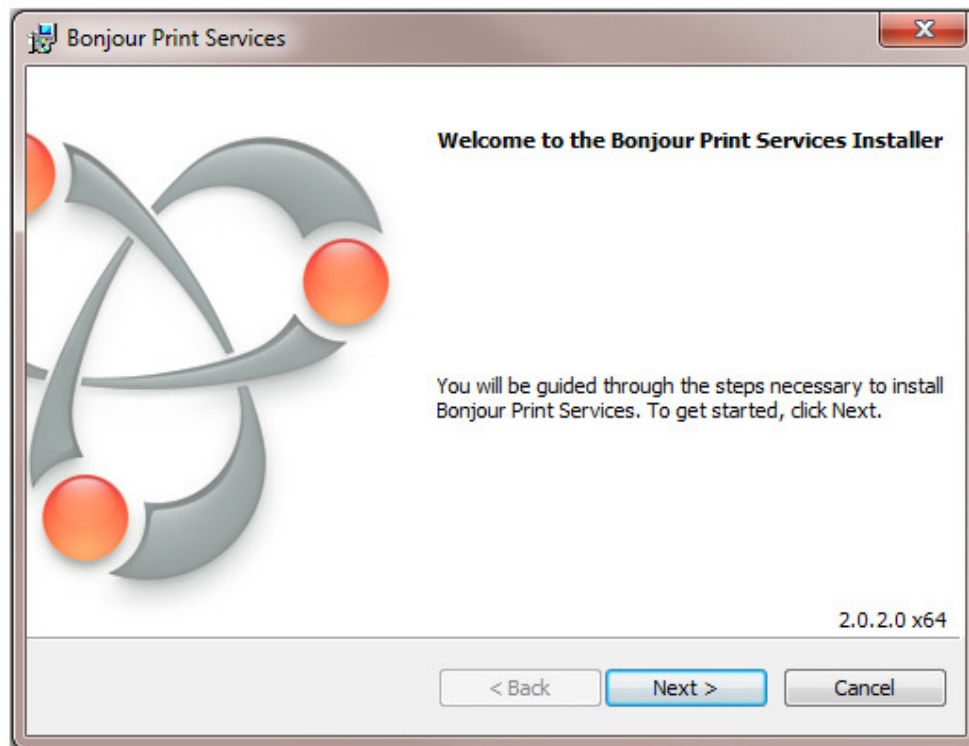 Bonjour Print Services
Welcome to the Bonjour Print Services Installer
You will be guided through the steps necessary to install
Bonjour Print Services. To get started, click Next.
2.0.2.0 x64
< Back
Next >
Cancel